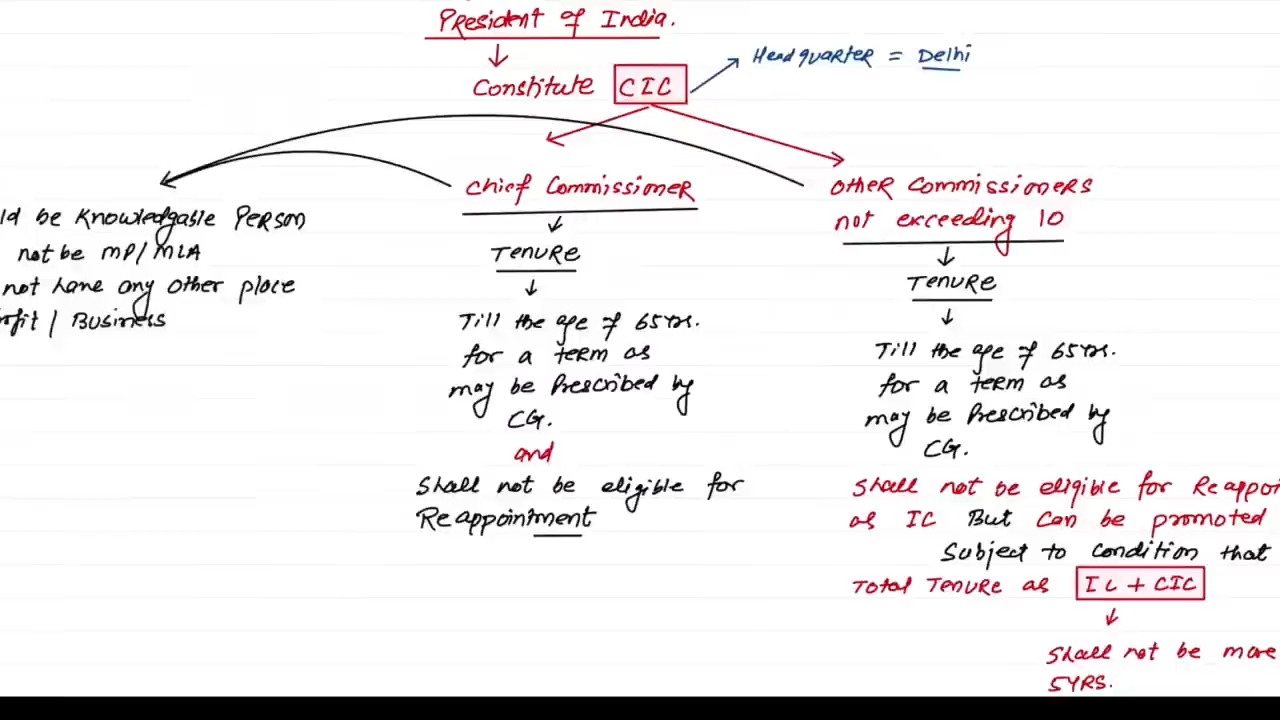 President of India.
Constitute CIC
Headquarter = Delhi
Chief Commissioner
Tenure
Till the age of 65yrs.
for a term as
may be Prescribed by
CG.
and
Shall not be eligible for
Reappointment
other Commissioners
not exceeding 10
Tenure
Till the age of 65yrs.
for a term as
may be Prescribed by
CG.
Shall not be eligible for Reappoi
as IC But can be promoted
Subject to condition that
Total Tenure as IC + CIC
Shall not be more
5YRS.
ld be Knowledgable Person
not be MP/MLA
not have any other place
ofit / Business